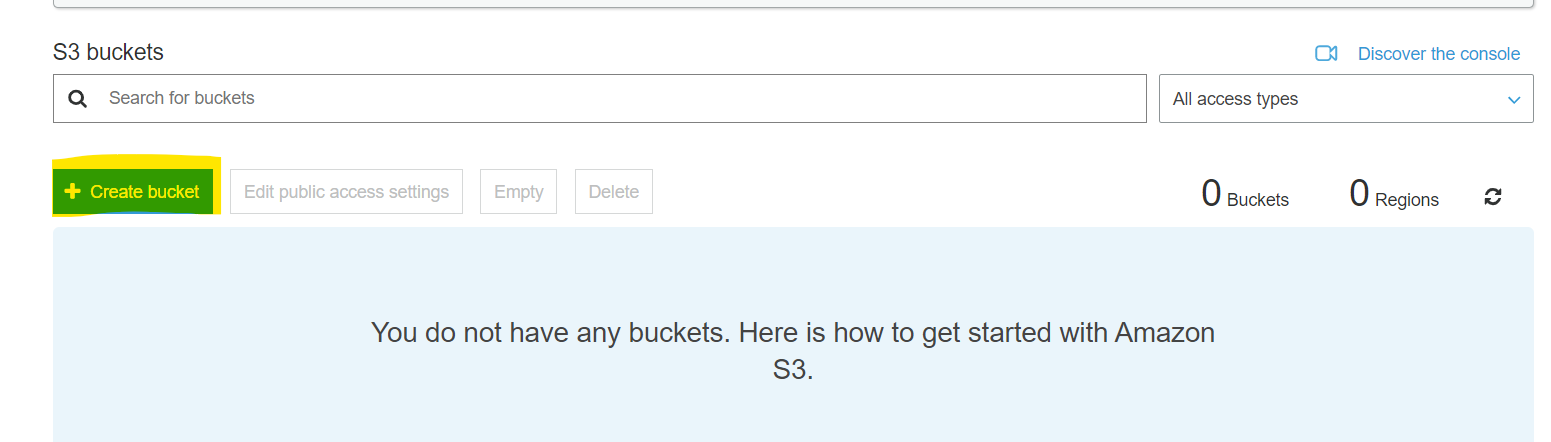 S3 buckets
Discover the console
Search for buckets
All access types
Create bucket
Edit public access settings
Empty
Delete
0 Buckets
0 Regions
You do not have any buckets. Here is how to get started with Amazon
S3.